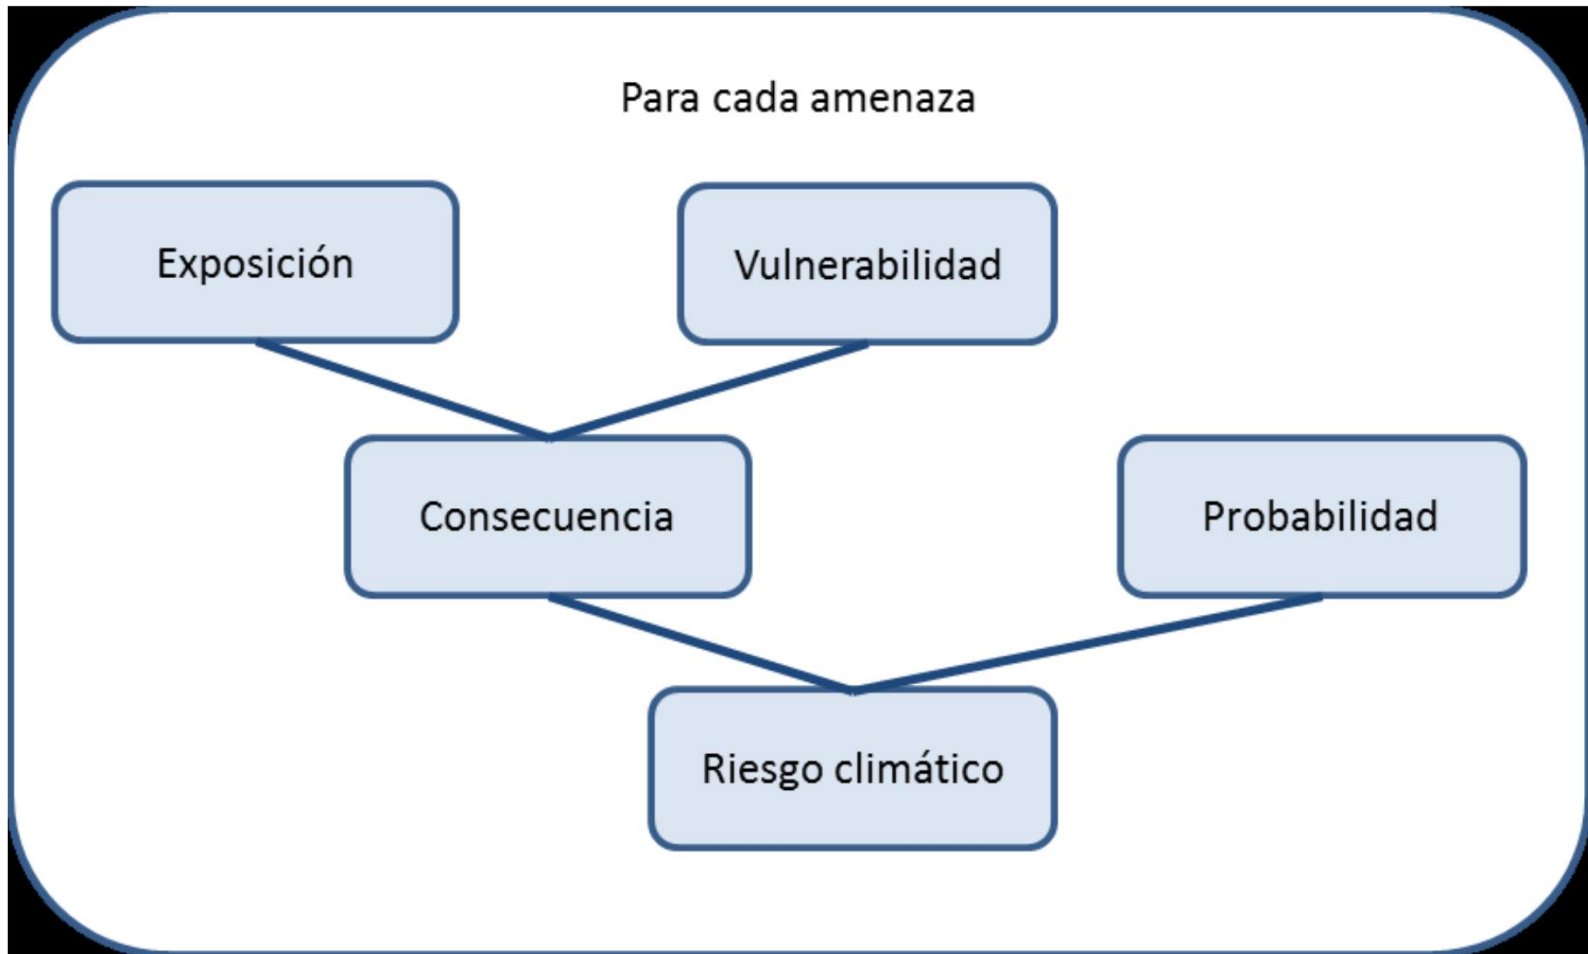 Para cada amenaza
Exposición
Vulnerabilidad
Consecuencia
Probabilidad
Riesgo climático